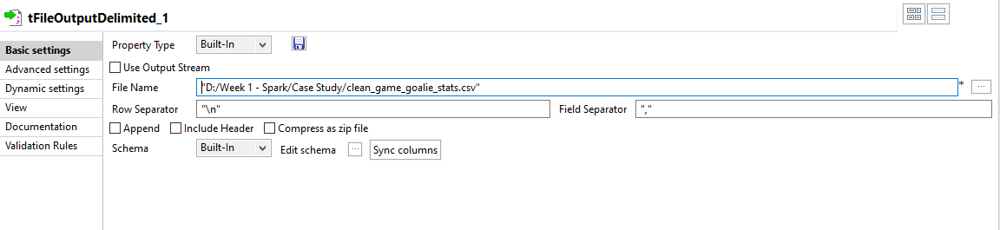 tFileOutputDelimited_1
Basic settings
Advanced settings
Dynamic settings
View
Documentation
Validation Rules
Property Type Built-In
Use Output Stream
File Name "D:/Week 1 - Spark/Case Study/clean_game_goalie_stats.csv" * ...
Row Separator "\n" Field Separator ","
Append Include Header Compress as zip file
Schema Built-In Edit schema ... Sync columns